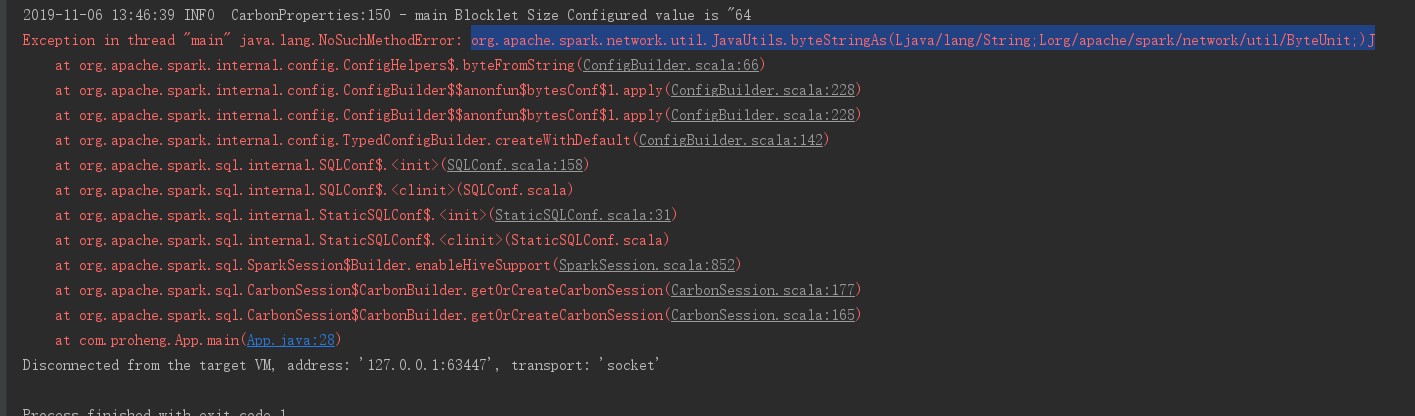 2019-11-06 13:46:39 INFO  CarbonProperties:150 - main Blocklet Size Configured value is "64
Exception in thread "main" java.lang.NoSuchMethodError: org.apache.spark.network.util.JavaUtils.byteStringAs(Ljava/lang/String;Lorg/apache/spark/network/util/ByteUnit;)J
    at org.apache.spark.internal.config.ConfigHelpers$.byteFromString(ConfigBuilder.scala:66)
    at org.apache.spark.internal.config.ConfigBuilder$$anonfun$bytesConf$1.apply(ConfigBuilder.scala:228)
    at org.apache.spark.internal.config.ConfigBuilder$$anonfun$bytesConf$1.apply(ConfigBuilder.scala:228)
    at org.apache.spark.internal.config.TypedConfigBuilder.createWithDefault(ConfigBuilder.scala:142)
    at org.apache.spark.sql.internal.SQLConf$.<init>(SQLConf.scala:158)
    at org.apache.spark.sql.internal.SQLConf$.<clinit>(SQLConf.scala)
    at org.apache.spark.sql.internal.StaticSQLConf$.<init>(StaticSQLConf.scala:31)
    at org.apache.spark.sql.internal.StaticSQLConf$.<clinit>(StaticSQLConf.scala)
    at org.apache.spark.sql.SparkSession$Builder.enableHiveSupport(SparkSession.scala:852)
    at org.apache.spark.sql.CarbonSession$CarbonBuilder.getOrCreateCarbonSession(CarbonSession.scala:177)
    at org.apache.spark.sql.CarbonSession$CarbonBuilder.getOrCreateCarbonSession(CarbonSession.scala:165)
    at com.proheng.App.main(App.java:28)
Disconnected from the target VM, address: '127.0.0.1:63447', transport: 'socket'
Process finished with exit code 1